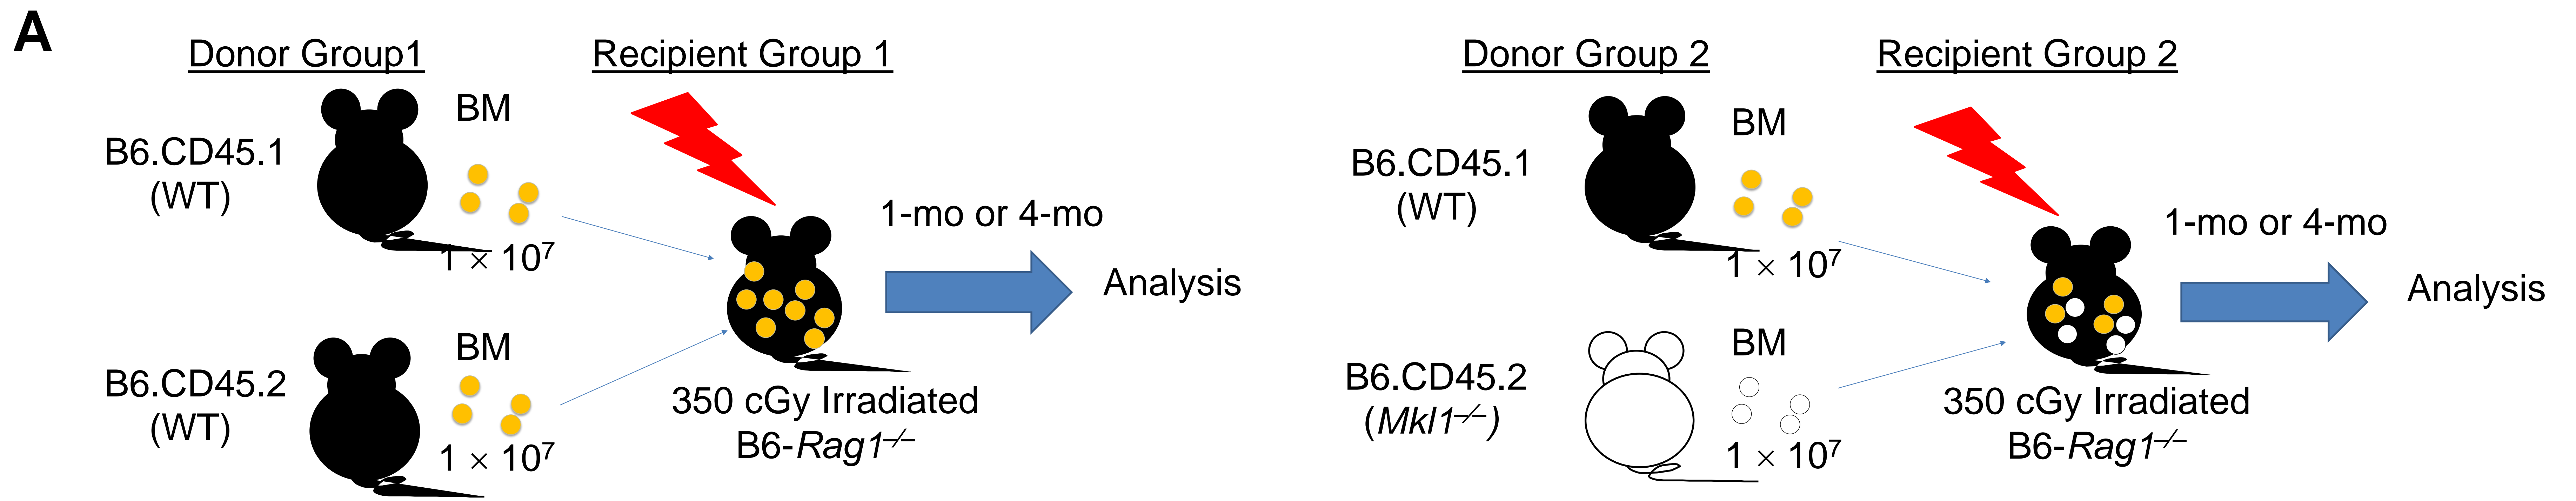 A
Donor Group1
Recipient Group 1
BM
B6.CD45.1
(WT)
1 × 10⁷
1-mo or 4-mo
Analysis
BM
B6.CD45.2
(WT)
1 × 10⁷
350 cGy Irradiated
B6-Rag1–/–
Donor Group 2
Recipient Group 2
BM
B6.CD45.1
(WT)
1 × 10⁷
1-mo or 4-mo
Analysis
BM
B6.CD45.2
(Mkl1–/–)
1 × 10⁷
350 cGy Irradiated
B6-Rag1–/–